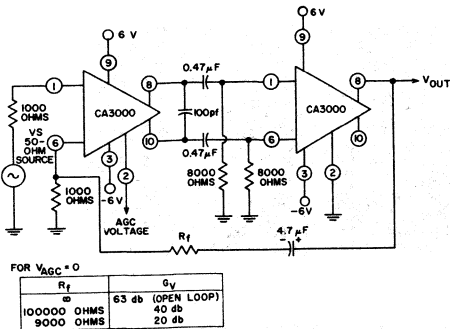 6 V
6 V
9
9
0.47µF
1
8
1
8
VOUT
CA3000
100pf
CA3000
1000
OHMS
10
6
10
VS
50-
OHM
SOURCE
6
0.47µF
3
2
3
2
1000
OHMS
-6V
8000
OHMS
8000
OHMS
-6V
AGC
VOLTAGE
4.7µF
Rf
- +
FOR VAGC = 0
Rf GV
∞ 63 db (OPEN LOOP)
100000 OHMS 40 db
9000 OHMS 20 db